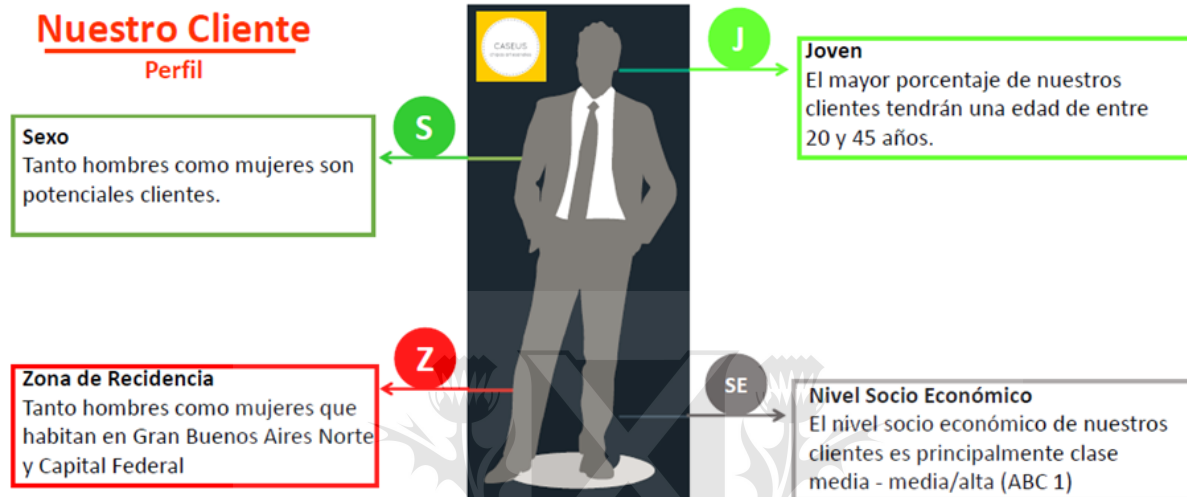 Nuestro Cliente
Perfil
CASEUS
J
Joven
El mayor porcentaje de nuestros
clientes tendrán una edad de entre
20 y 45 años.
S
Sexo
Tanto hombres como mujeres son
potenciales clientes.
Z
Zona de Recidencia
Tanto hombres como mujeres que
habitan en Gran Buenos Aires Norte
y Capital Federal
SE
Nivel Socio Económico
El nivel socio económico de nuestros
clientes es principalmente clase
media - media/alta (ABC 1)